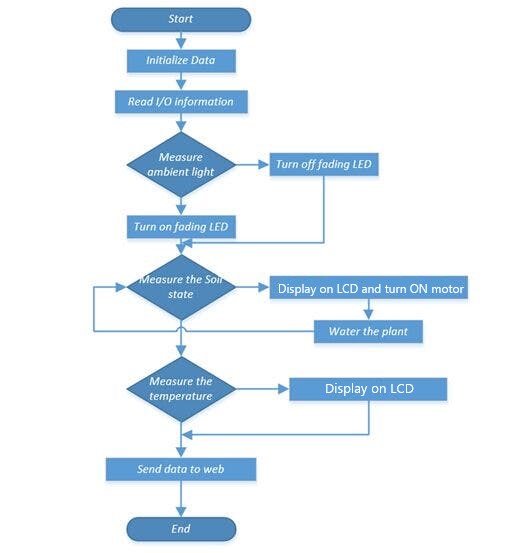 Start
Initialize Data
Read I/O information
Measure
ambient light
Turn off fading LED
Turn on fading LED
Measure the Soil
state
Display on LCD and turn ON motor
Water the plant
Measure the
temperature
Display on LCD
Send data to web
End